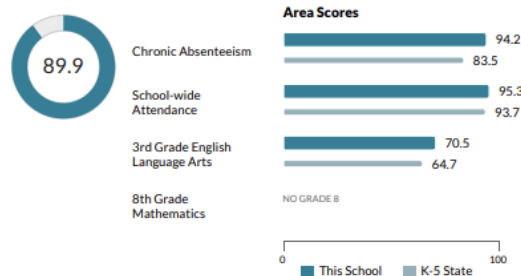 Area Scores
89.9
Chronic Absenteeism
94.2
83.5
School-wide
Attendance
95.3
93.7
3rd Grade English
Language Arts
70.5
64.7
8th Grade
Mathematics
NO GRADE 8
0
100
This School
K-5 State